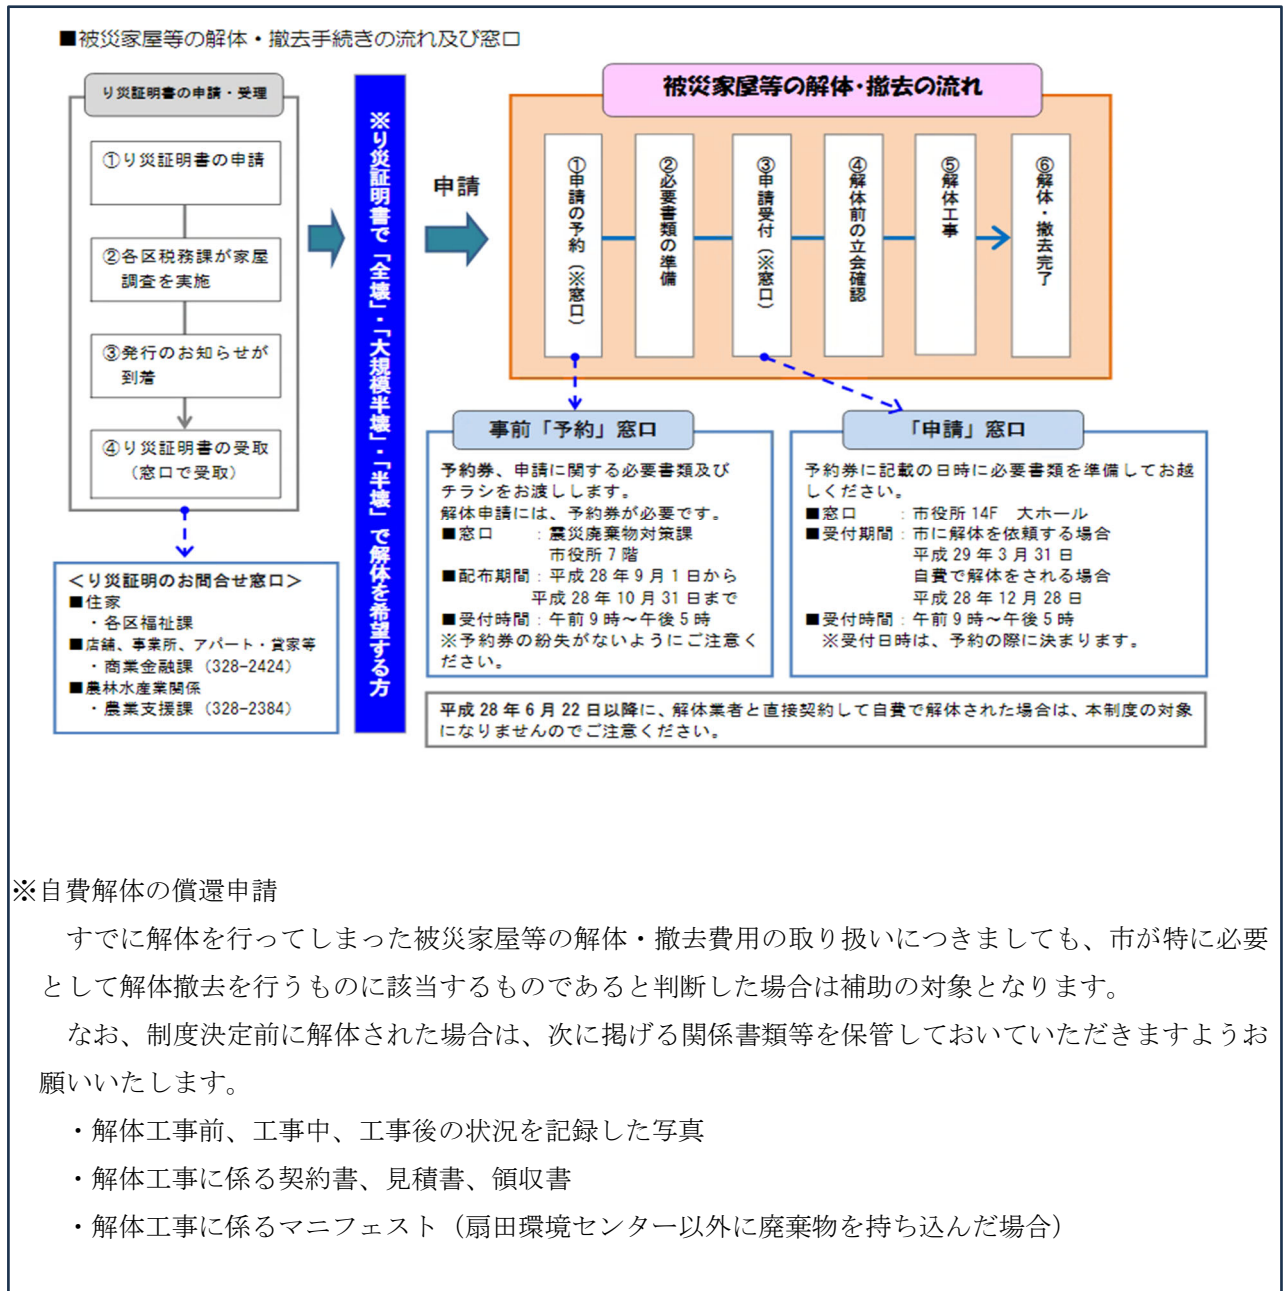 ■被災家屋等の解体・撤去手続きの流れ及び窓口
り災証明書の申請・受理
①り災証明書の申請
②各区税務課が家屋
調査を実施
③発行のお知らせが
到着
④り災証明書の受取
（窓口で受取）
＜り災証明のお問合せ窓口＞
■住家
・各区福祉課
■店舗、事業所、アパート・貸家等
・商業金融課（328-2424）
■農林水産業関係
・農業支援課（328-2384）
※り災証明書で「全壊」・「大規模半壊」・「半壊」で解体を希望する方
申請
被災家屋等の解体・撤去の流れ
①申請の予約（※窓口）
②必要書類の準備
③申請受付（※窓口）
④解体前の立会確認
⑤解体工事
⑥解体・撤去完了
事前「予約」窓口
予約券、申請に関する必要書類及び
チラシをお渡しします。
解体申請には、予約券が必要です。
■窓口　　：震災廃棄物対策課
市役所7階
■配布期間：平成28年9月1日から
平成28年10月31日まで
■受付時間：午前9時～午後5時
※予約券の紛失がないようにご注意く
ださい。
「申請」窓口
予約券に記載の日時に必要書類を準備してお越
しください。
■窓口　　：市役所14F　大ホール
■受付期間：市に解体を依頼する場合
平成29年3月31日
自費で解体をされる場合
平成28年12月28日
■受付時間：午前9時～午後5時
※受付日時は、予約の際に決まります。
平成28年6月22日以降に、解体業者と直接契約して自費で解体された場合は、本制度の対象
になりませんのでご注意ください。
※自費解体の償還申請
すでに解体を行ってしまった被災家屋等の解体・撤去費用の取り扱いにつきましても、市が特に必要
として解体撤去を行うものに該当するものであると判断した場合は補助の対象となります。
なお、制度決定前に解体された場合は、次に掲げる関係書類等を保管しておいていただきますようお
願いいたします。
・解体工事前、工事中、工事後の状況を記録した写真
・解体工事に係る契約書、見積書、領収書
・解体工事に係るマニフェスト（扇田環境センター以外に廃棄物を持ち込んだ場合）